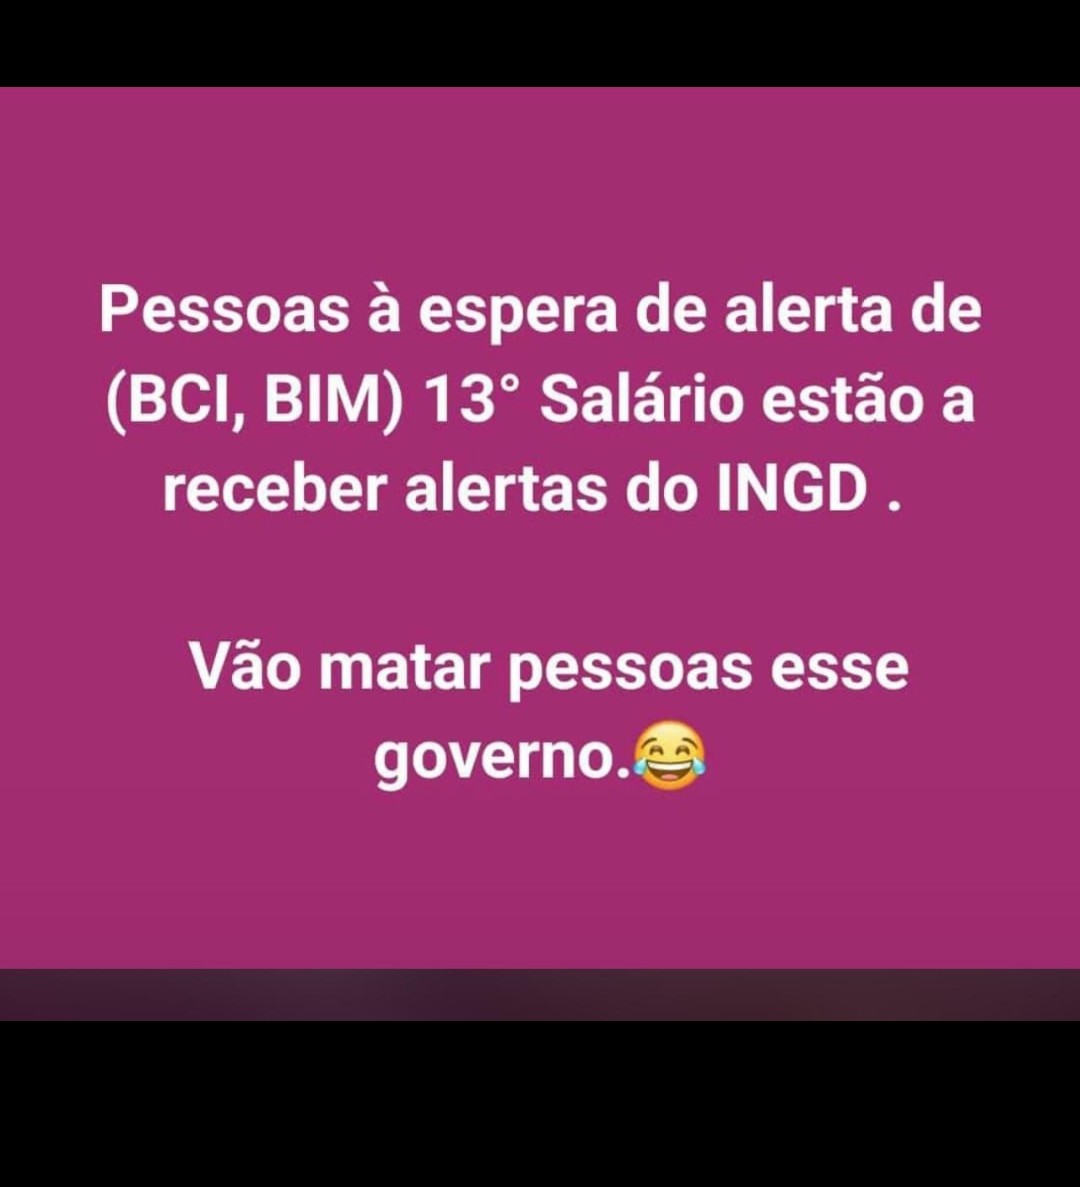 Pessoas à espera de alerta de
(BCI, BIM) 13° Salário estão a
receber alertas do INGD .
Vão matar pessoas esse
governo.😂